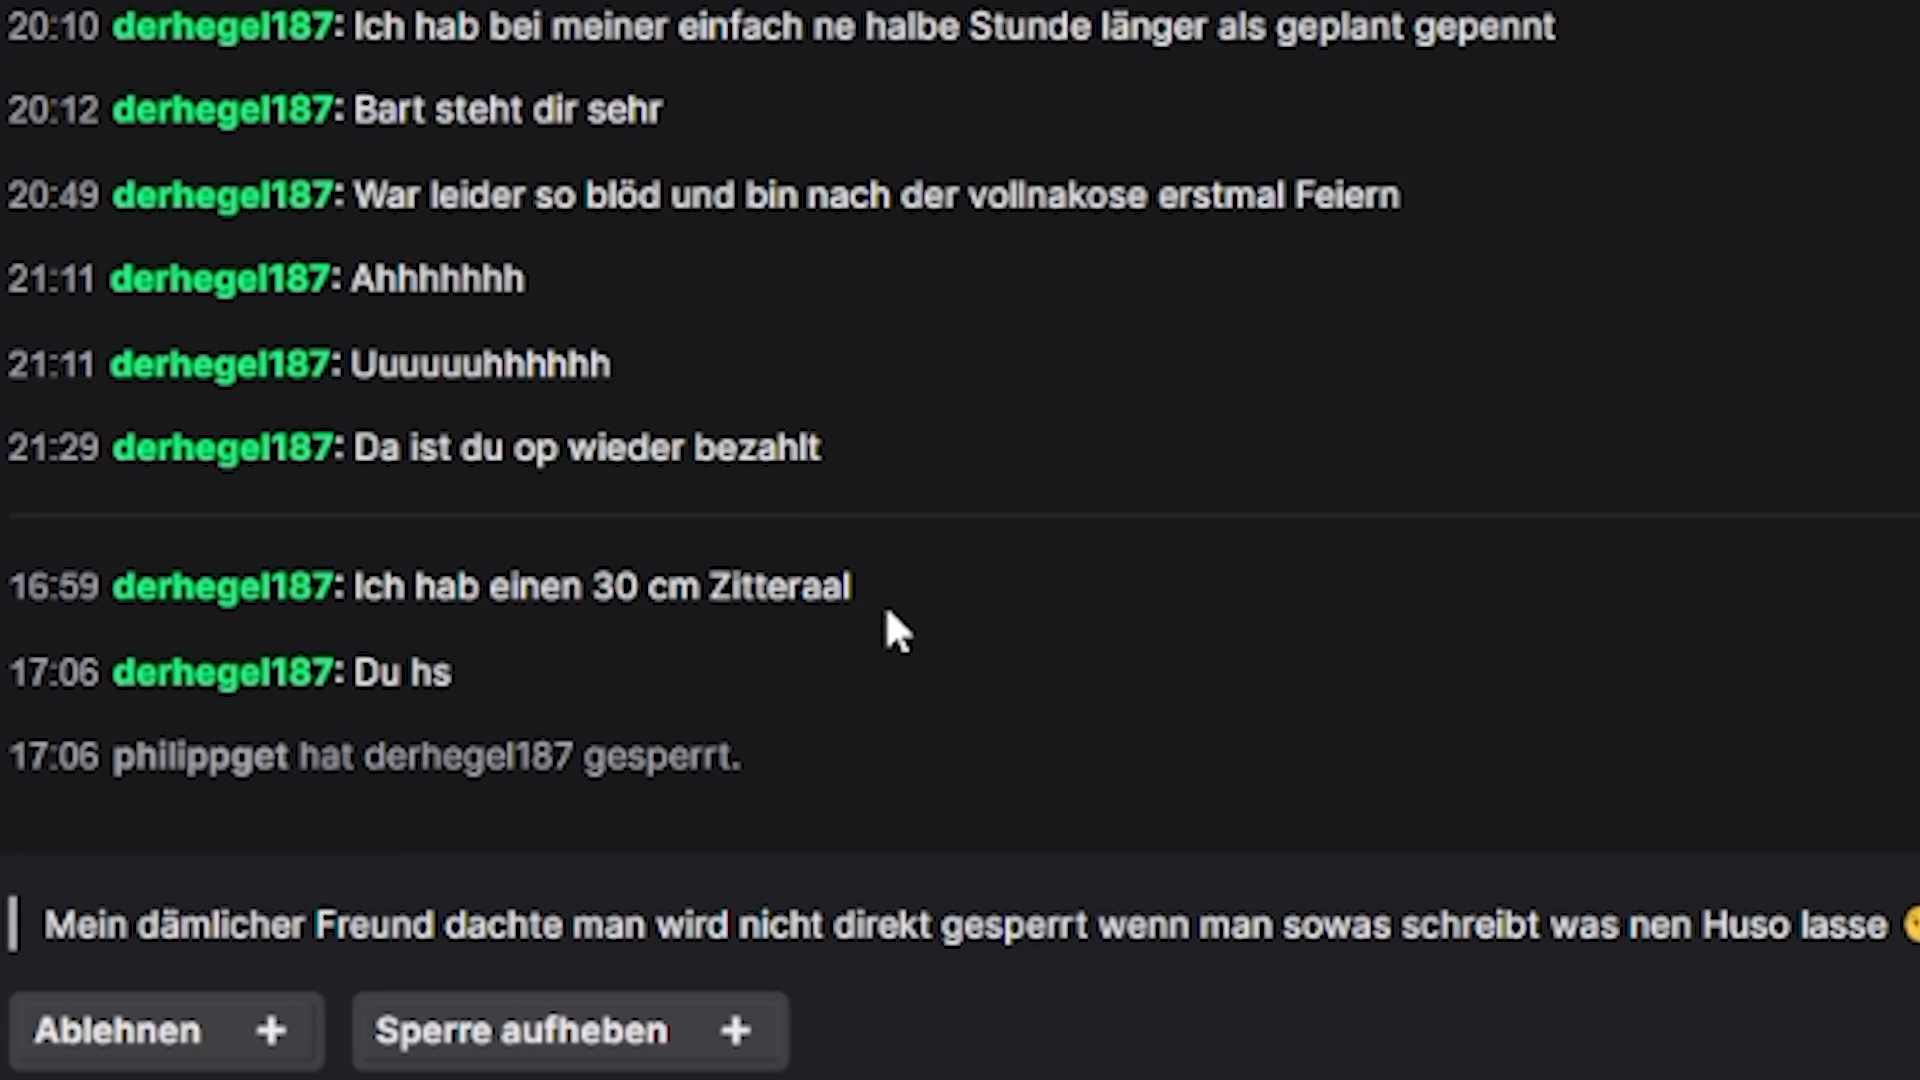 20:10 derhegel187: Ich hab bei meiner einfach ne halbe Stunde länger als geplant gepennt
20:12 derhegel187: Bart steht dir sehr
20:49 derhegel187: War leider so blöd und bin nach der vollnakose erstmal Feiern
21:11 derhegel187: Ahhhhhhh
21:11 derhegel187: Uuuuuuhhhhhh
21:29 derhegel187: Da ist du op wieder bezahlt
16:59 derhegel187: Ich hab einen 30 cm Zitteraal
17:06 derhegel187: Du hs
17:06 philippget hat derhegel187 gesperrt.
Mein dämlicher Freund dachte man wird nicht direkt gesperrt wenn man sowas schreibt was nen Huso lasse
Ablehnen +
Sperre aufheben +